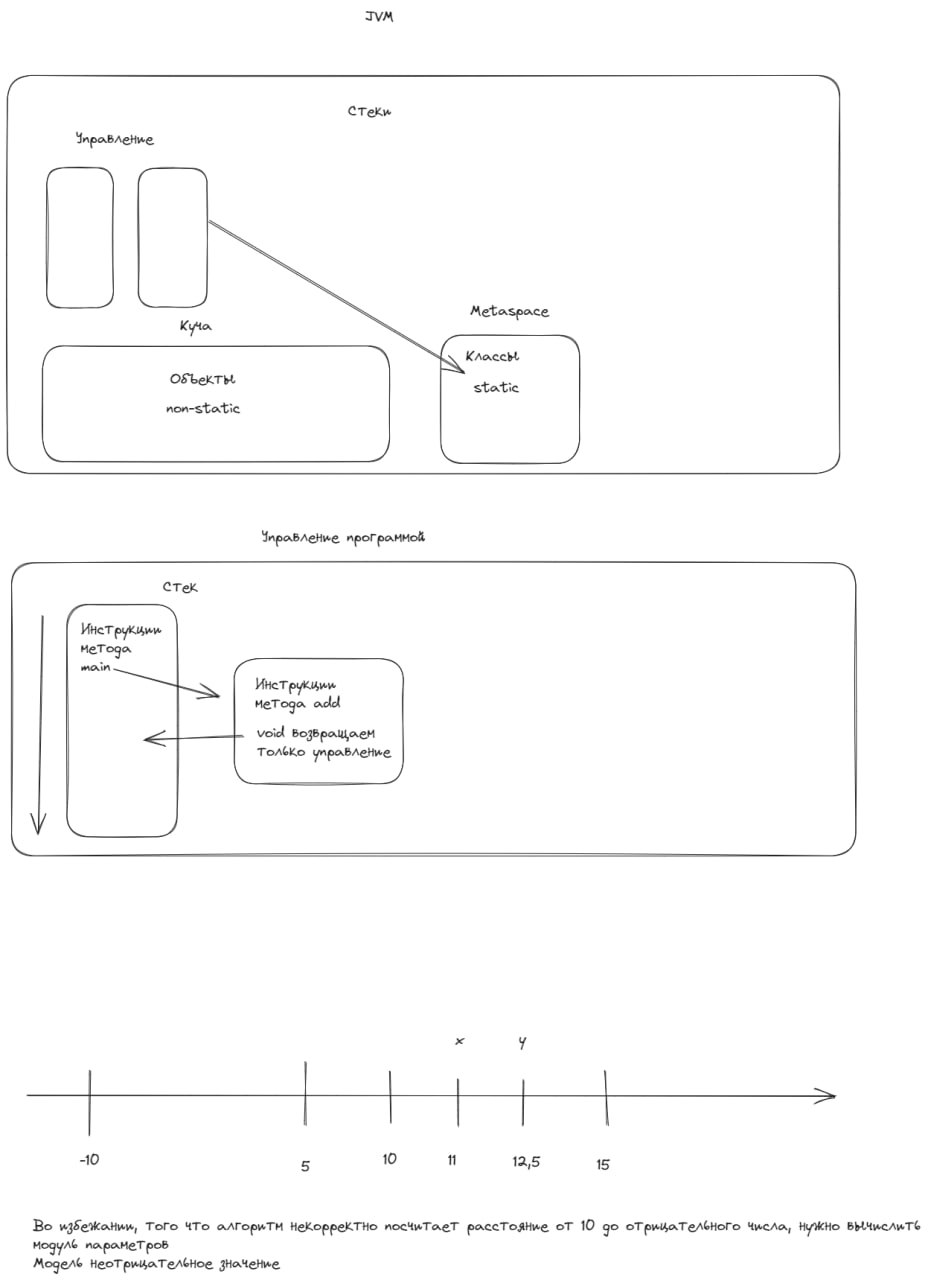 JVM
Стеки
Управление
Куча
Объекты
non-static
Metaspace
Классы
static
Управление программой
Стек
Инструкции
метода
main
Инструкции
метода add
void возвращаем
только управление
x
y
-10
5
10
11
12,5
15
Во избежании, того что алгоритм некорректно посчитает расстояние от 10 до отрицательного числа, нужно вычислить
модуль параметров
Модель неотрицательное значение